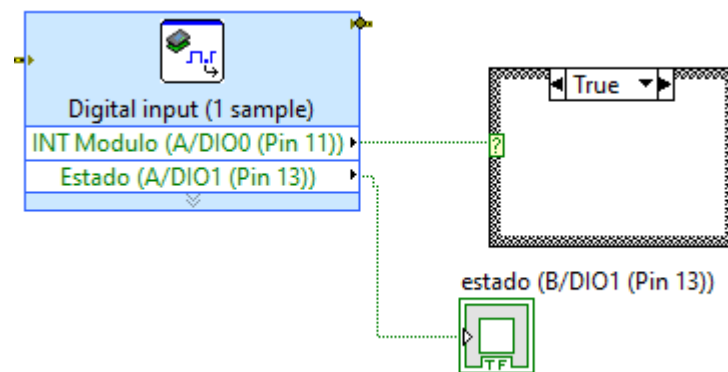 Digital input (1 sample)
INT Modulo (A/DIO0 (Pin 11))
Estado (A/DIO1 (Pin 13))
True
?
estado (B/DIO1 (Pin 13))
TF